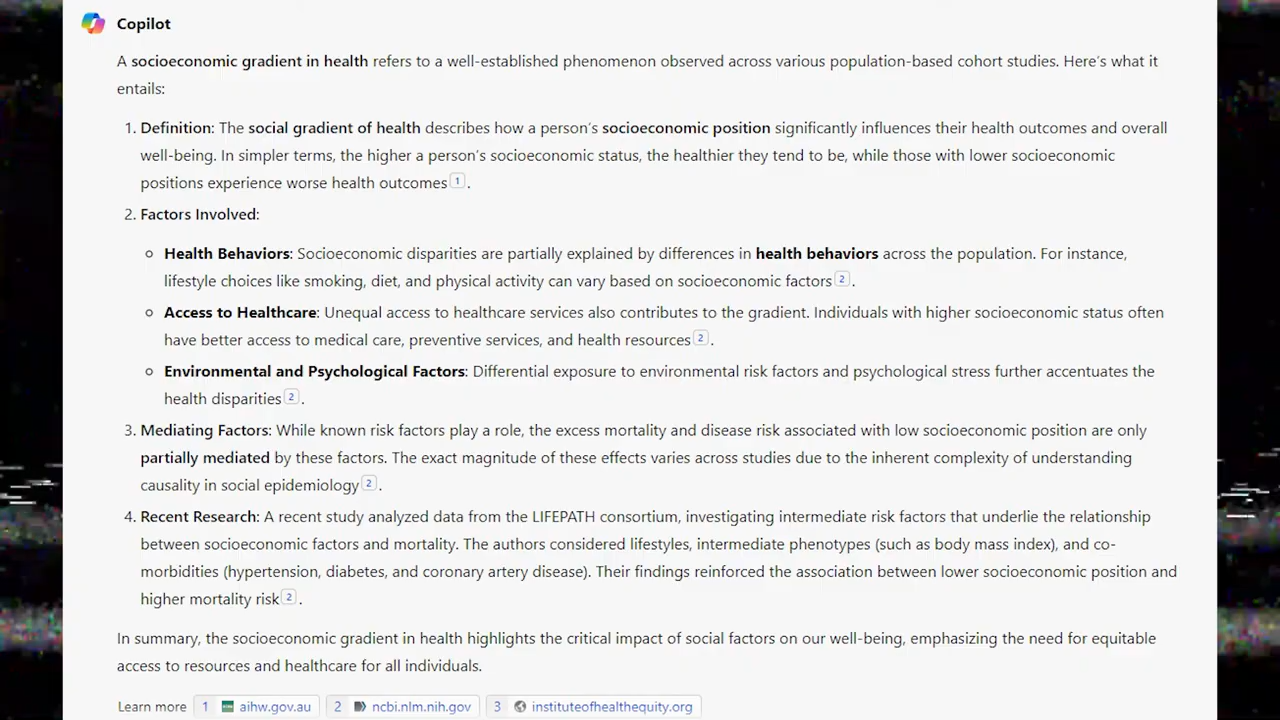 Copilot
A socioeconomic gradient in health refers to a well-established phenomenon observed across various population-based cohort studies. Here's what it
entails:
1. Definition: The social gradient of health describes how a person's socioeconomic position significantly influences their health outcomes and overall
well-being. In simpler terms, the higher a person's socioeconomic status, the healthier they tend to be, while those with lower socioeconomic
positions experience worse health outcomes 1 .
2. Factors Involved:
Health Behaviors: Socioeconomic disparities are partially explained by differences in health behaviors across the population. For instance,
lifestyle choices like smoking, diet, and physical activity can vary based on socioeconomic factors 2 .
Access to Healthcare: Unequal access to healthcare services also contributes to the gradient. Individuals with higher socioeconomic status often
have better access to medical care, preventive services, and health resources 2 .
Environmental and Psychological Factors: Differential exposure to environmental risk factors and psychological stress further accentuates the
health disparities 2 .
3. Mediating Factors: While known risk factors play a role, the excess mortality and disease risk associated with low socioeconomic position are only
partially mediated by these factors. The exact magnitude of these effects varies across studies due to the inherent complexity of understanding
causality in social epidemiology 2 .
4. Recent Research: A recent study analyzed data from the LIFEPATH consortium, investigating intermediate risk factors that underlie the relationship
between socioeconomic factors and mortality. The authors considered lifestyles, intermediate phenotypes (such as body mass index), and co-
morbidities (hypertension, diabetes, and coronary artery disease). Their findings reinforced the association between lower socioeconomic position and
higher mortality risk 2 .
In summary, the socioeconomic gradient in health highlights the critical impact of social factors on our well-being, emphasizing the need for equitable
access to resources and healthcare for all individuals.
Learn more 1 aihw.gov.au 2 ncbi.nlm.nih.gov 3 instituteofhealthequity.org